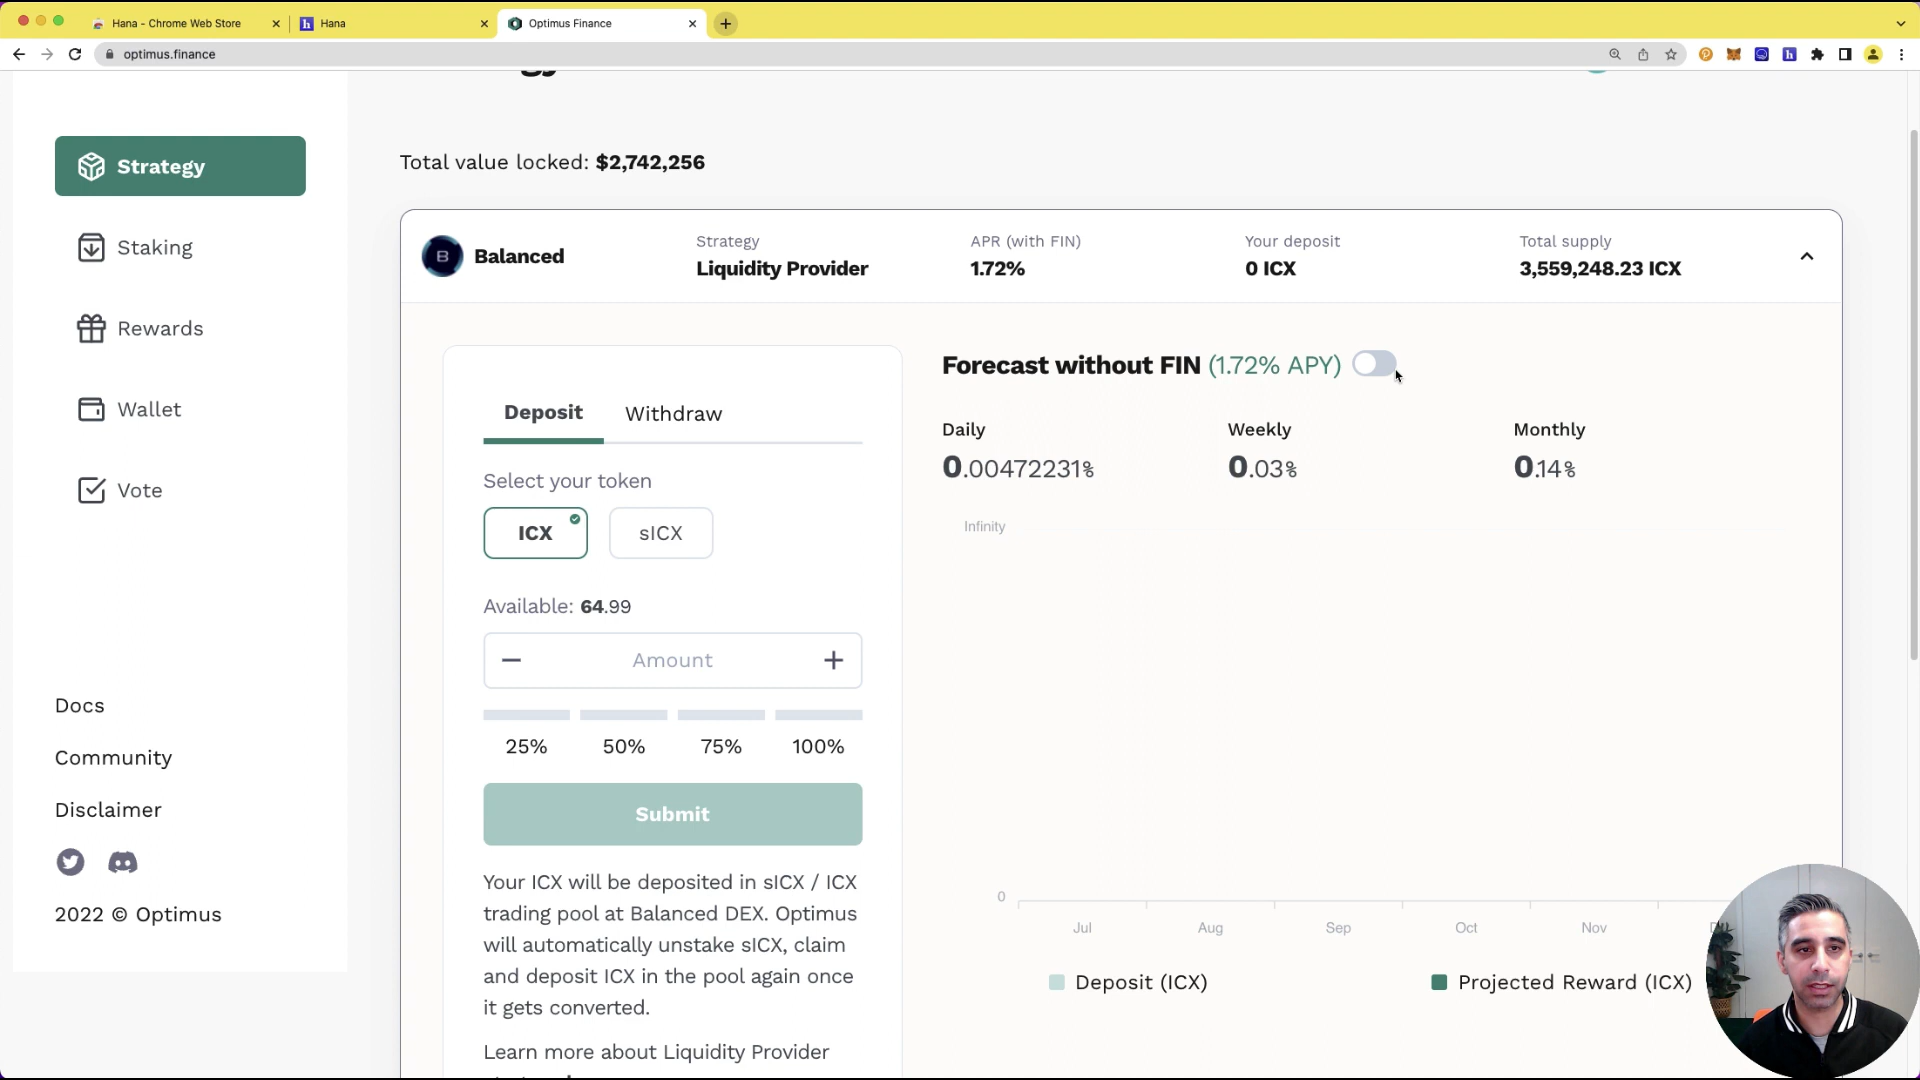 Hana - Chrome Web Store
Hana
Optimus Finance
optimus.finance
Total value locked: $2,742,256
Strategy
Staking
Rewards
Wallet
Vote
Docs
Community
Disclaimer
2022 © Optimus
B
Balanced
Strategy
Liquidity Provider
APR (with FIN)
1.72%
Your deposit
0 ICX
Total supply
3,559,248.23 ICX
Deposit
Withdraw
Select your token
ICX
sICX
Available: 64.99
Amount
25%
50%
75%
100%
Submit
Your ICX will be deposited in sICX / ICX
trading pool at Balanced DEX. Optimus
will automatically unstake sICX, claim
and deposit ICX in the pool again once
it gets converted.
Learn more about Liquidity Provider
Forecast without FIN (1.72% APY)
Daily
0.00472231%
Weekly
0.03%
Monthly
0.14%
Infinity
0
Jul
Aug
Sep
Oct
Nov
Deposit (ICX)
Projected Reward (ICX)